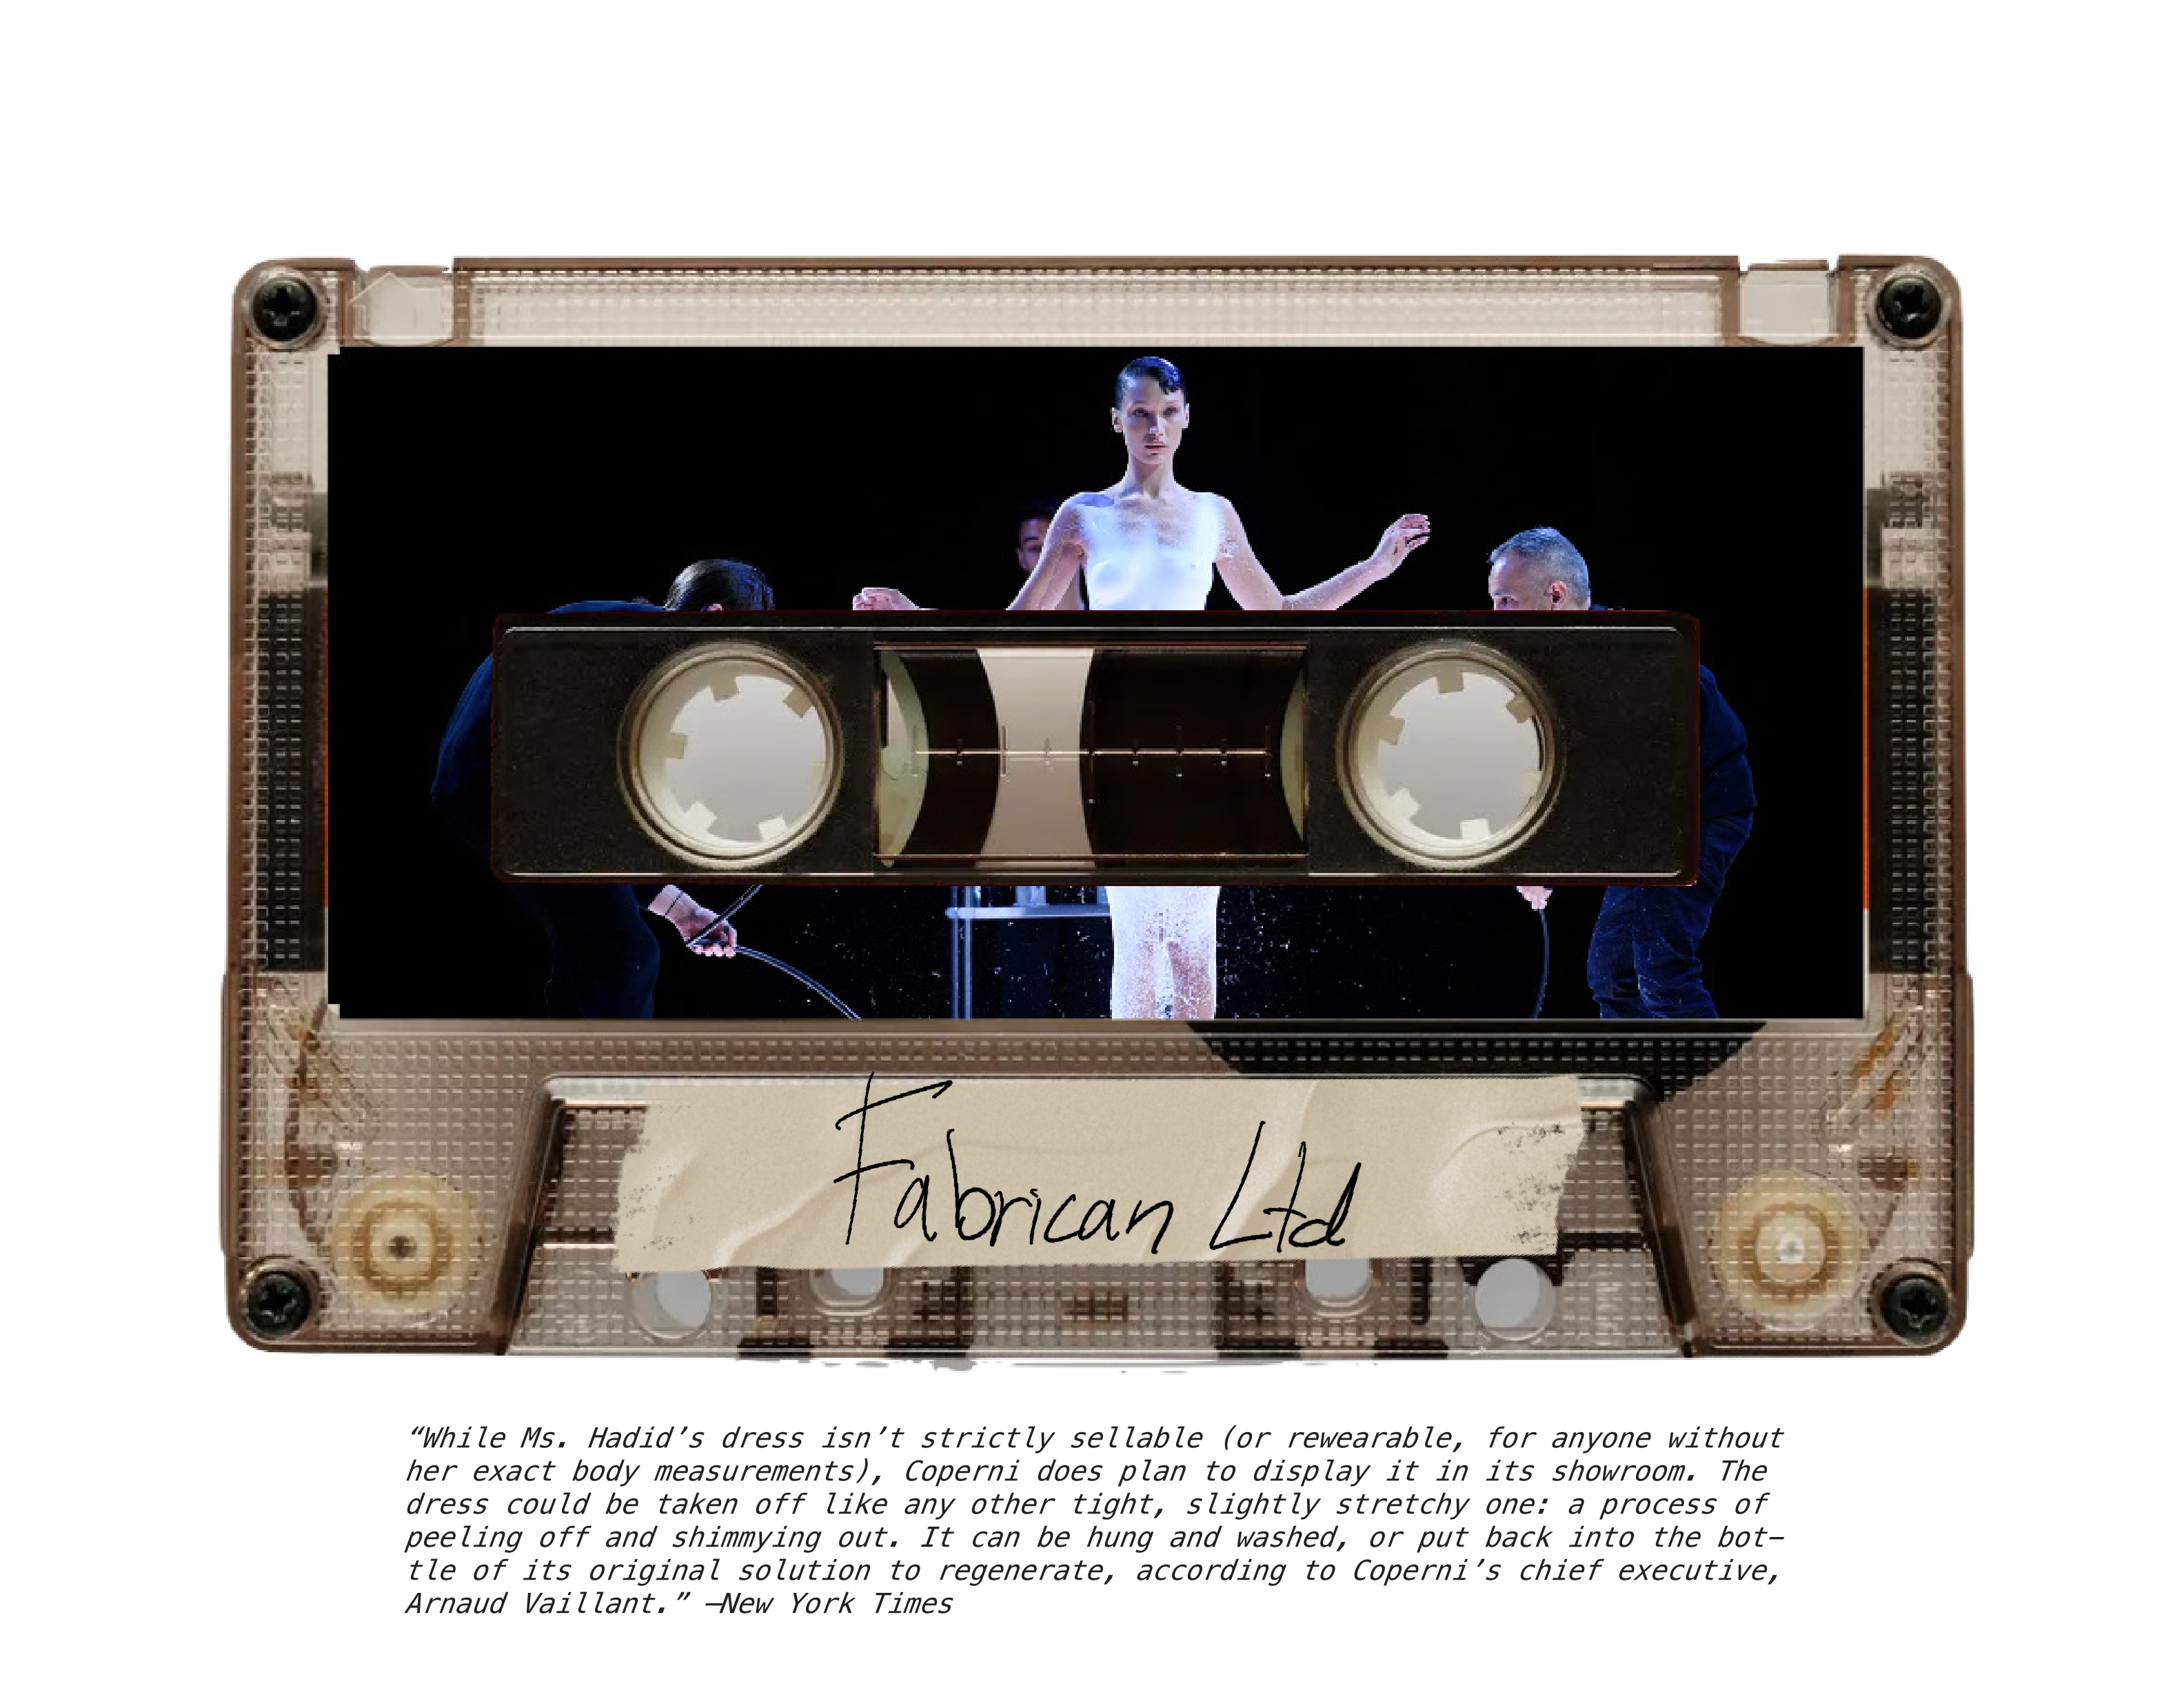 Fabrican Ltd
“While Ms. Hadid’s dress isn’t strictly sellable (or rewearable, for anyone without
her exact body measurements), Coperni does plan to display it in its showroom. The
dress could be taken off like any other tight, slightly stretchy one: a process of
peeling off and shimmying out. It can be hung and washed, or put back into the bot-
tle of its original solution to regenerate, according to Coperni’s chief executive,
Arnaud Vaillant.” —New York Times